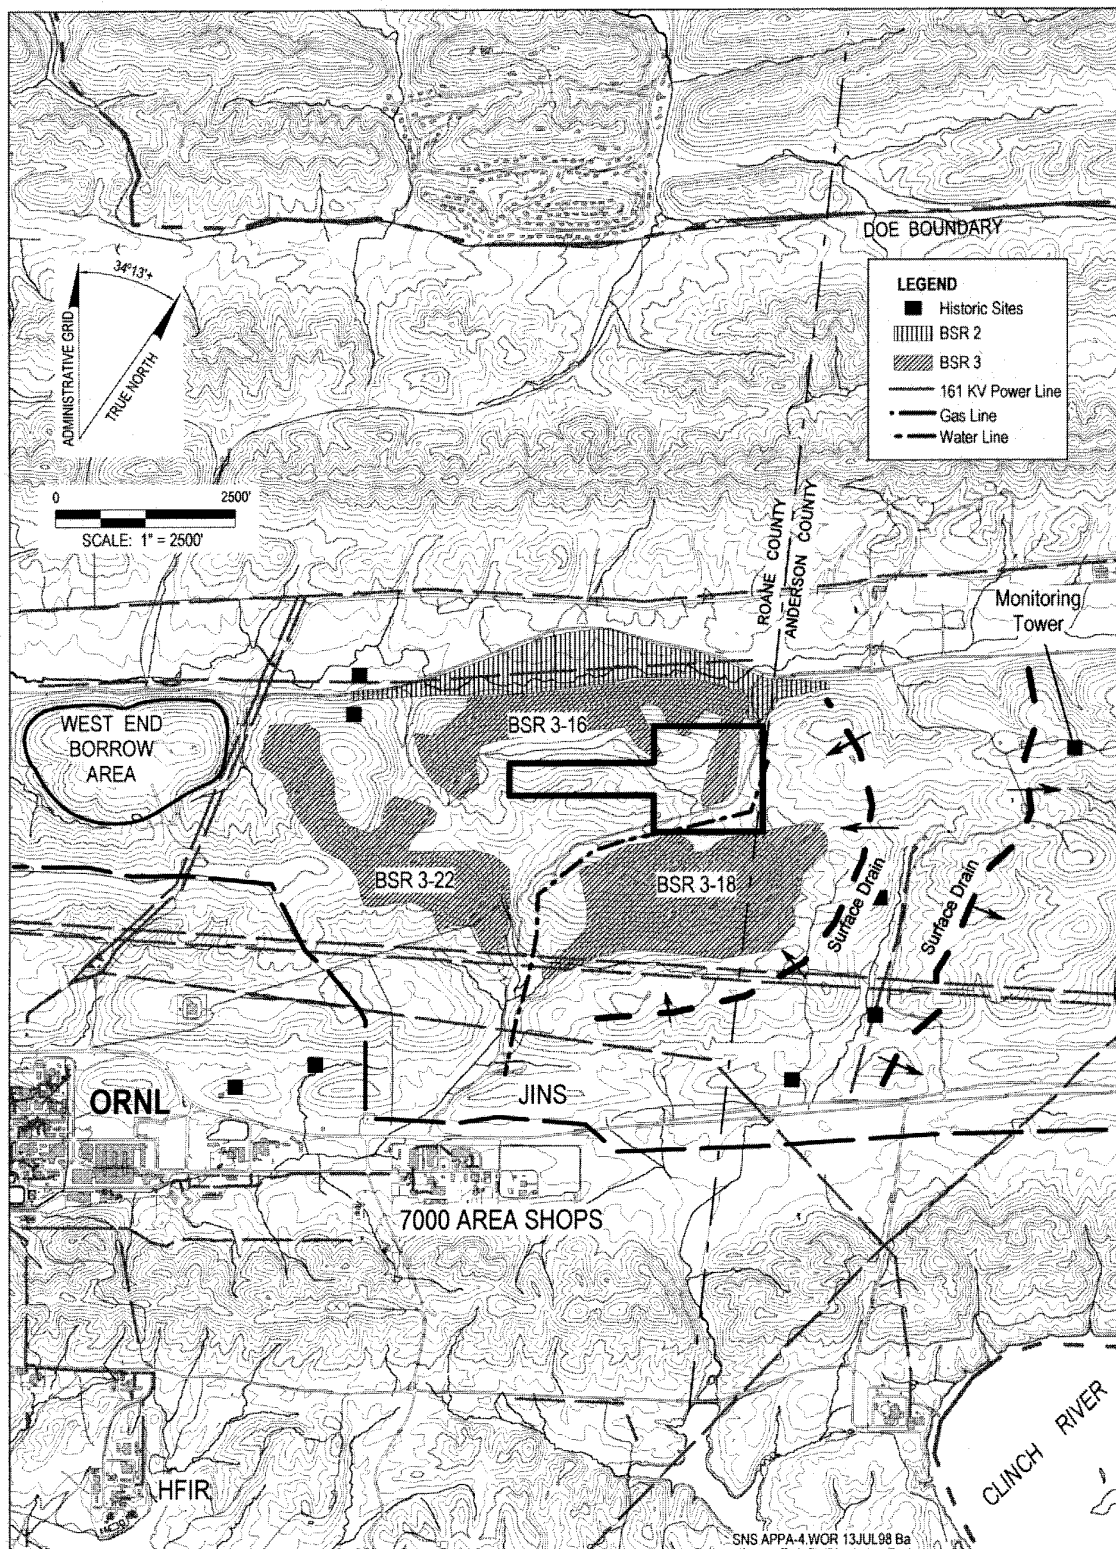 DOE BOUNDARY
34°13'+
ADMINISTRATIVE GRID
TRUE NORTH
LEGEND
Historic Sites
BSR 2
BSR 3
161 KV Power Line
Gas Line
Water Line
0 2500'
SCALE: 1" = 2500'
ROANE COUNTY
ANDERSON COUNTY
Monitoring
Tower
WEST END
BORROW
AREA
BSR 3-16
BSR 3-22
BSR 3-18
Surface Drain
Surface Drain
ORNL
JINS
7000 AREA SHOPS
HFIR
CLINCH RIVER
SNS APPA-4.WOR 13JUL98 Ba